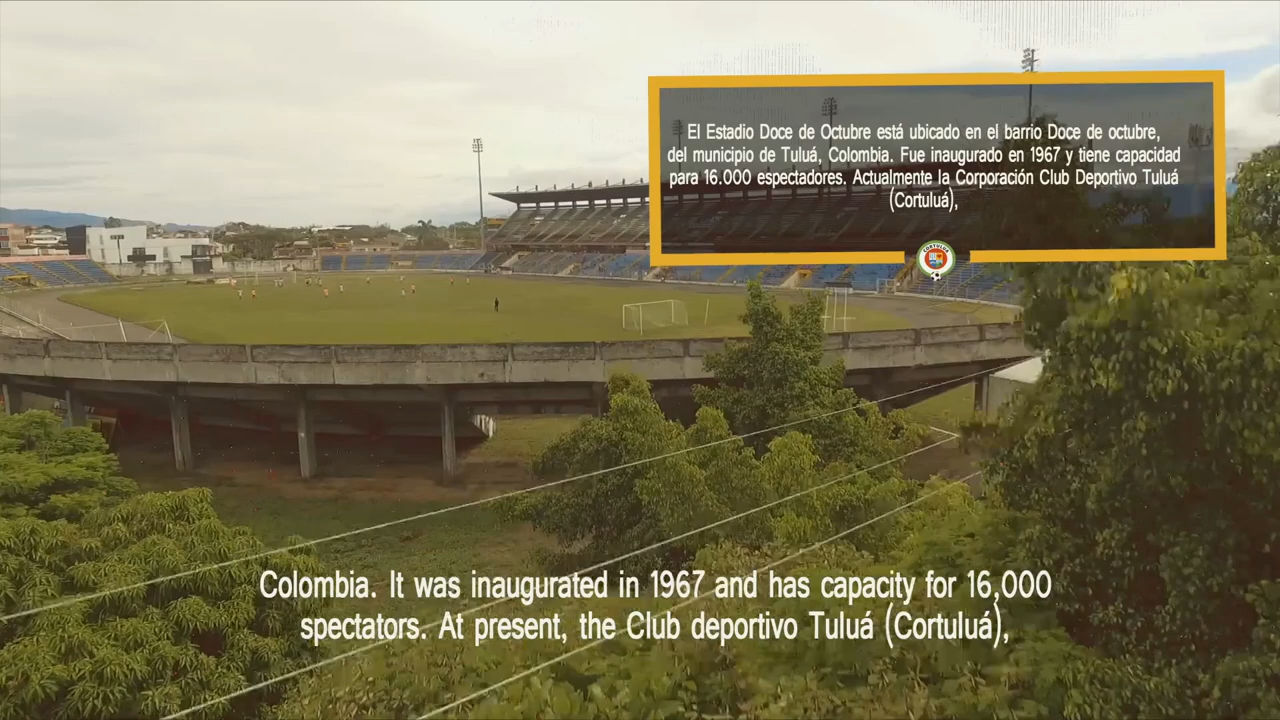 El Estadio Doce de Octubre está ubicado en el barrio Doce de octubre,
del municipio de Tuluá, Colombia. Fue inaugurado en 1967 y tiene capacidad
para 16.000 espectadores. Actualmente la Corporación Club Deportivo Tuluá
(Cortuluá),
CORTULUA
Colombia. It was inaugurated in 1967 and has capacity for 16,000
spectators. At present, the Club deportivo Tuluá (Cortuluá),